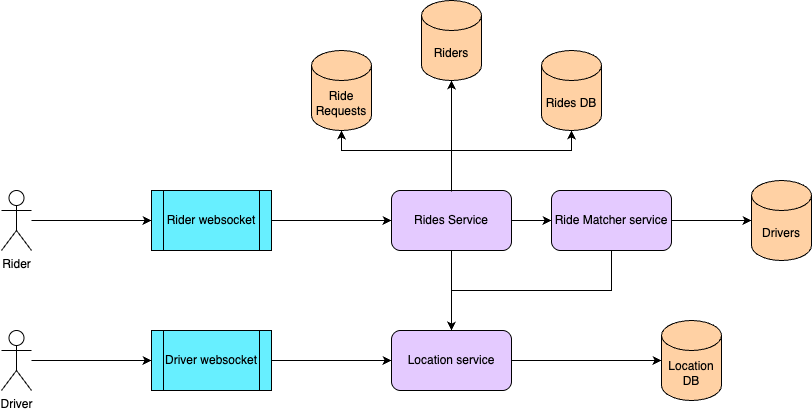 Riders
Ride
Requests
Rides DB
Rider websocket
Rides Service
Ride Matcher service
Drivers
Rider
Driver websocket
Location service
Location
DB
Driver